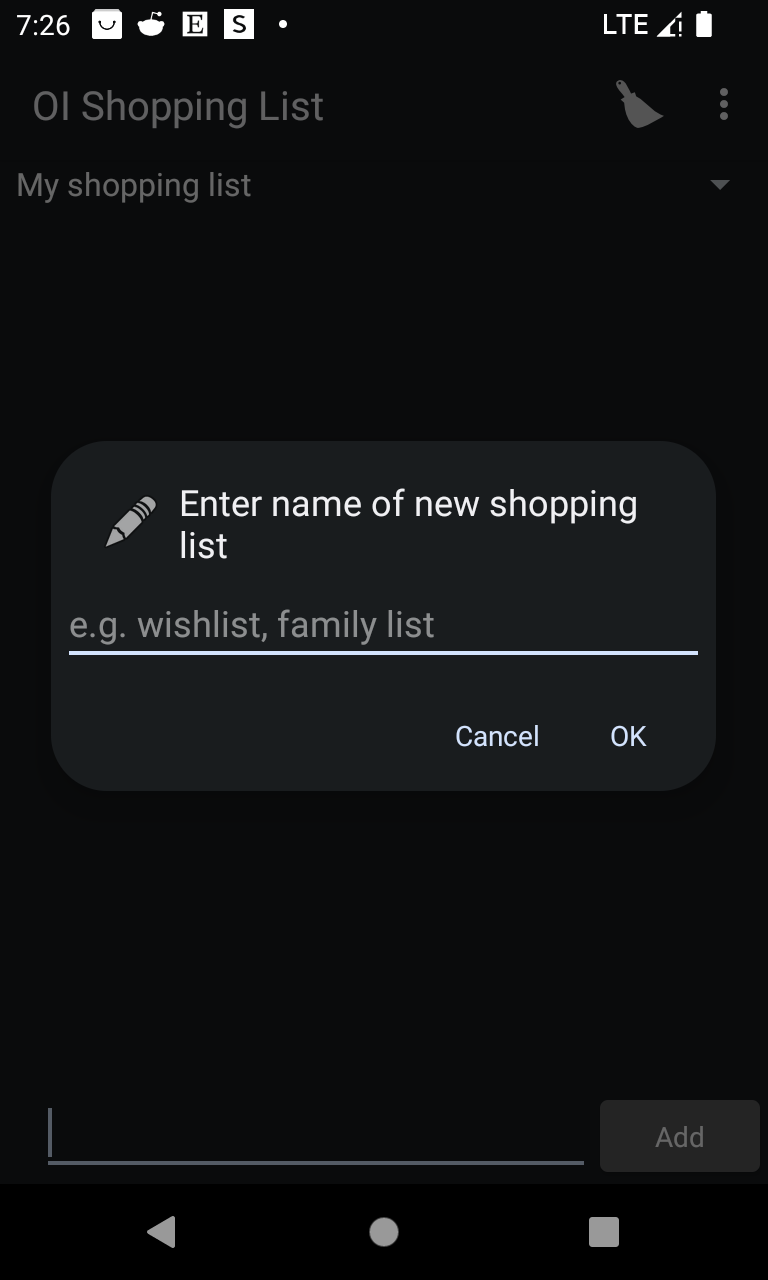 7:26 E S LTE
OI Shopping List
My shopping list
Enter name of new shopping
list
e.g. wishlist, family list
Cancel OK
Add